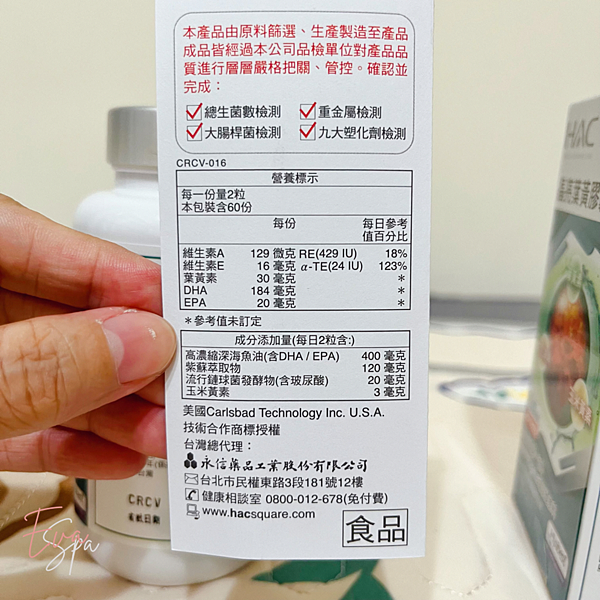 本產品由原料篩選、生產製造至產品
成品皆經過本公司品檢單位對產品品
質進行層層嚴格把關、管控。確認並
完成：
總生菌數檢測 重金屬檢測
大腸桿菌檢測 九大塑化劑檢測
CRCV-016
營養標示
每一份量2粒
本包裝含60份
每份 每日參考
值百分比
維生素A 129 微克 RE(429 IU) 18%
維生素E 16 毫克 α-TE(24 IU) 123%
葉黃素 30 毫克 *
DHA 184 毫克 *
EPA 20 毫克 *
*參考值未訂定
成分添加量(每日2粒含:)
高濃縮深海魚油(含DHA / EPA) 400 毫克
紫蘇萃取物 120 毫克
流行鏈球菌發酵物(含玻尿酸) 20 毫克
玉米黃素 3 毫克
美國Carlsbad Technology Inc. U.S.A.
技術合作商標授權
台灣總代理：
永信藥品工業股份有限公司
台北市民權東路3段181號12樓
健康相談室 0800-012-678(免付費)
www.hacsquare.com
食品
HAC
CRCV
Spa